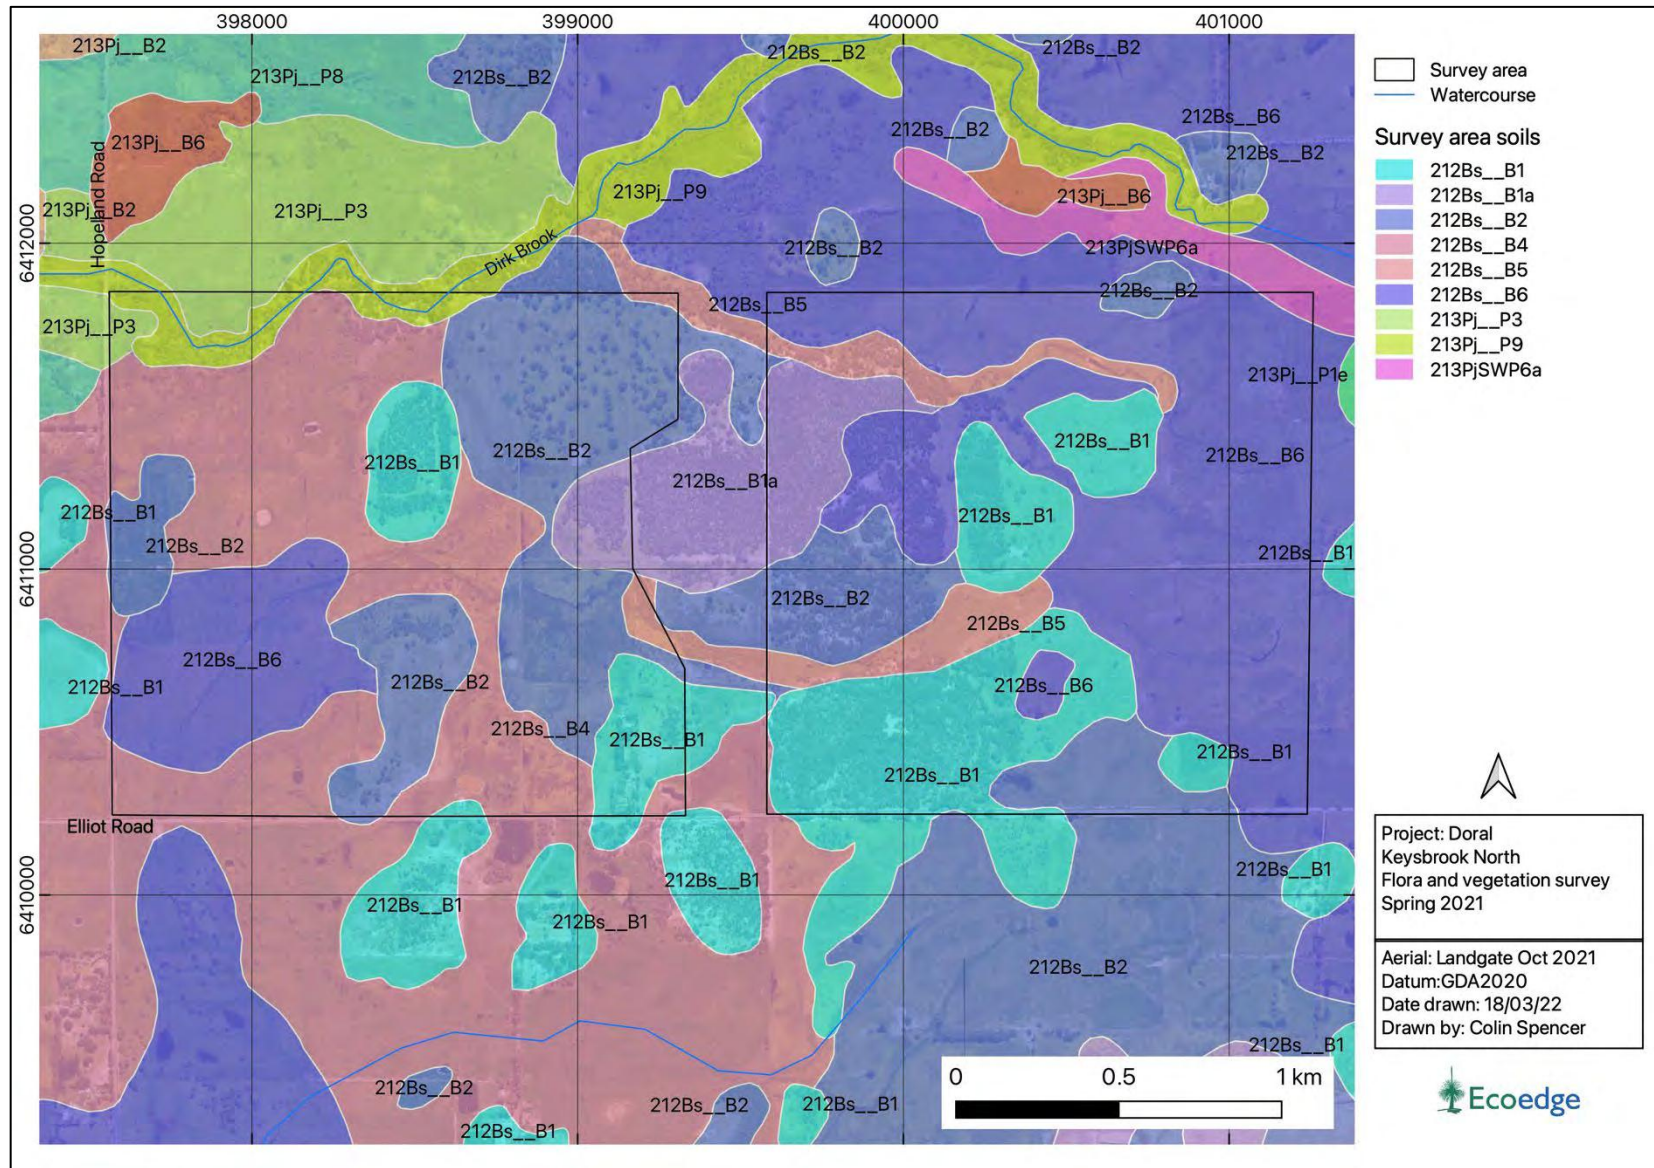 398000
399000
400000
401000
213Pj__B2
213Pj__P8
212Bs__B2
212Bs__B2
212Bs__B2
213Pj__B6
212Bs__B2
212Bs__B6
212Bs__B2
Hopelland Road
213Pj__B2
213Pj__P3
213Pj__P9
213Pj__B6
6412000
Dirk Brook
212Bs__B2
213PjSWP6a
212Bs__B2
213Pj__P3
212Bs__B5
213Pj__P1e
212Bs__B1
212Bs__B2
212Bs__B1a
212Bs__B1
212Bs__B6
212Bs__B1
212Bs__B2
212Bs__B1
212Bs__B1
6411000
212Bs__B2
212Bs__B5
212Bs__B6
212Bs__B1
212Bs__B2
212Bs__B6
212Bs__B4
212Bs__B1
212Bs__B1
212Bs__B1
Elliot Road
212Bs__B1
212Bs__B1
212Bs__B1
212Bs__B1
6410000
212Bs__B2
212Bs__B1
212Bs__B2
212Bs__B2
212Bs__B1
212Bs__B1
0
0.5
1 km
Survey area
Watercourse
Survey area soils
212Bs__B1
212Bs__B1a
212Bs__B2
212Bs__B4
212Bs__B5
212Bs__B6
213Pj__P3
213Pj__P9
213PjSWP6a
Project: Doral
Keysbrook North
Flora and vegetation survey
Spring 2021
Aerial: Landgate Oct 2021
Datum:GDA2020
Date drawn: 18/03/22
Drawn by: Colin Spencer
Ecoedge